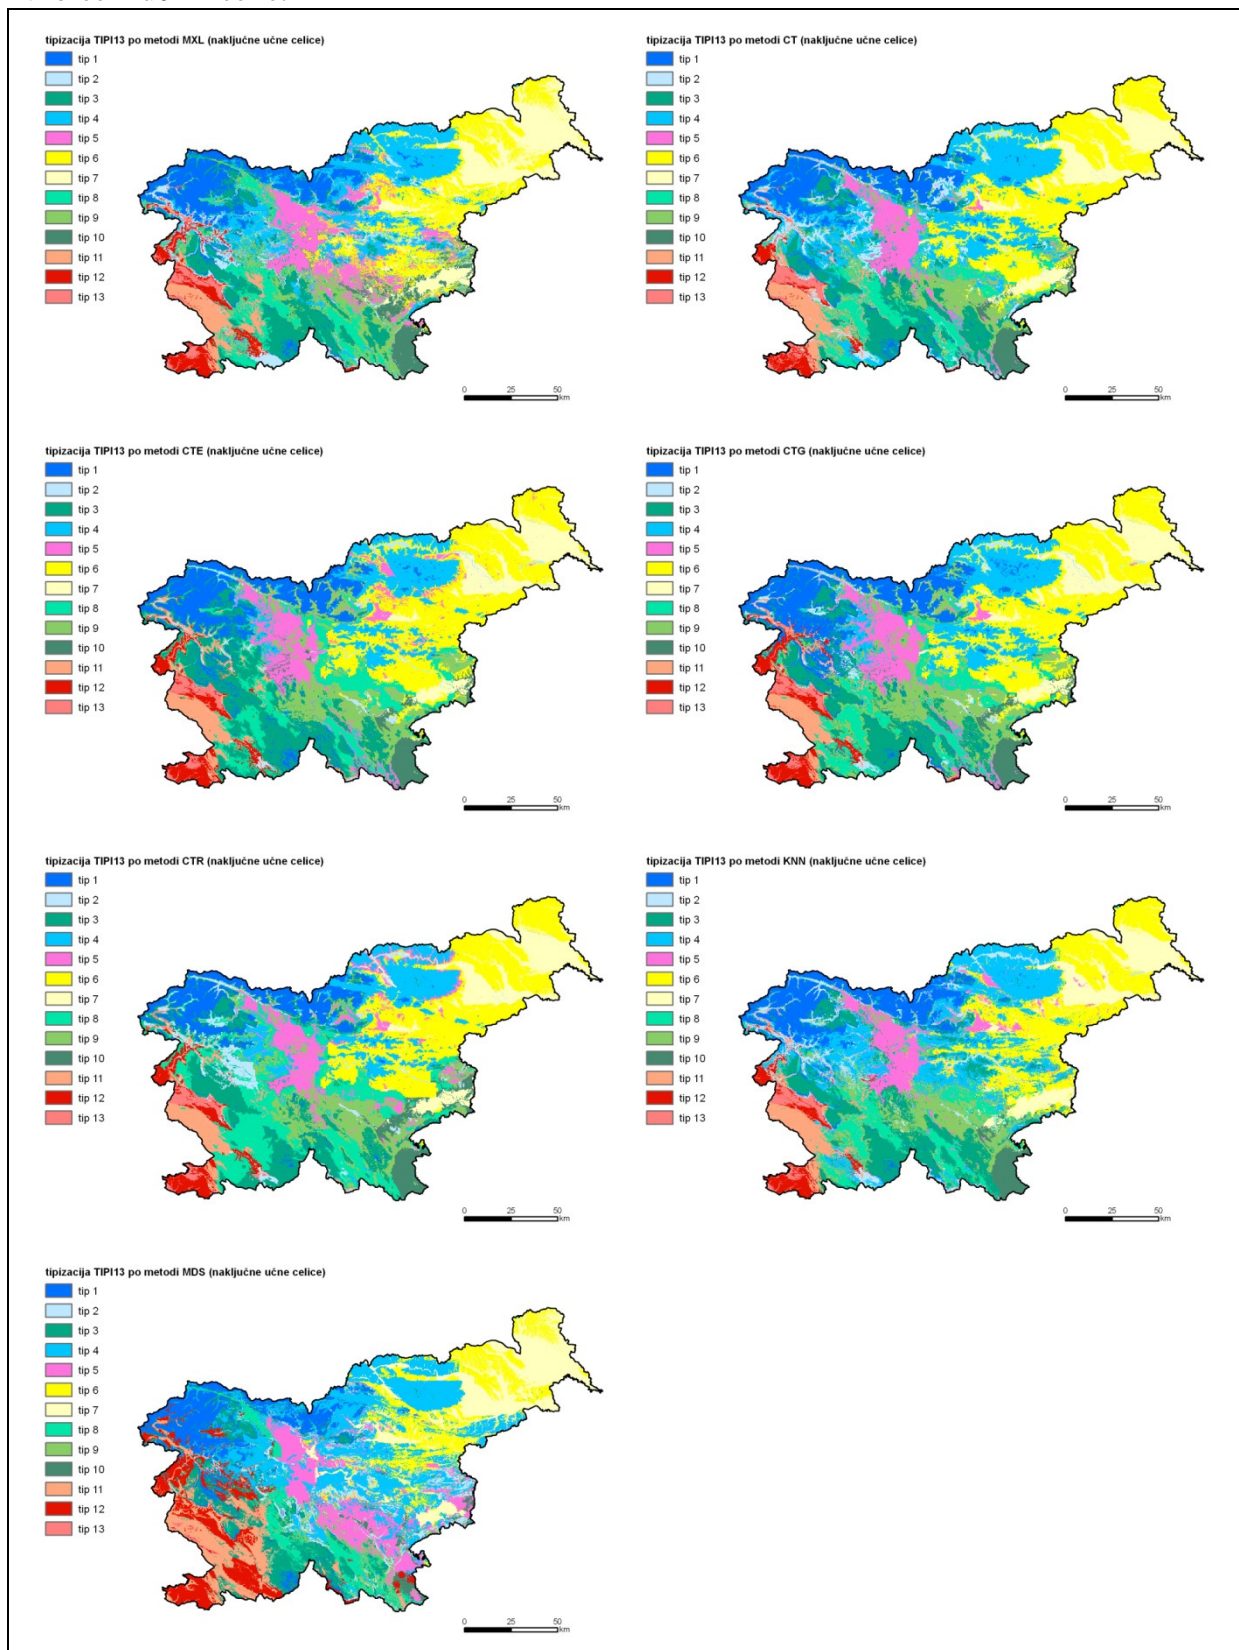 tipizacija TIPI13 po metodi MXL (naključne učne celice)
tip 1
tip 2
tip 3
tip 4
tip 5
tip 6
tip 7
tip 8
tip 9
tip 10
tip 11
tip 12
tip 13
0 25 50
km
tipizacija TIPI13 po metodi CT (naključne učne celice)
tip 1
tip 2
tip 3
tip 4
tip 5
tip 6
tip 7
tip 8
tip 9
tip 10
tip 11
tip 12
tip 13
0 25 50
km
tipizacija TIPI13 po metodi CTE (naključne učne celice)
tip 1
tip 2
tip 3
tip 4
tip 5
tip 6
tip 7
tip 8
tip 9
tip 10
tip 11
tip 12
tip 13
0 25 50
km
tipizacija TIPI13 po metodi CTG (naključne učne celice)
tip 1
tip 2
tip 3
tip 4
tip 5
tip 6
tip 7
tip 8
tip 9
tip 10
tip 11
tip 12
tip 13
0 25 50
km
tipizacija TIPI13 po metodi CTR (naključne učne celice)
tip 1
tip 2
tip 3
tip 4
tip 5
tip 6
tip 7
tip 8
tip 9
tip 10
tip 11
tip 12
tip 13
0 25 50
km
tipizacija TIPI13 po metodi KNN (naključne učne celice)
tip 1
tip 2
tip 3
tip 4
tip 5
tip 6
tip 7
tip 8
tip 9
tip 10
tip 11
tip 12
tip 13
0 25 50
km
tipizacija TIPI13 po metodi MDS (naključne učne celice)
tip 1
tip 2
tip 3
tip 4
tip 5
tip 6
tip 7
tip 8
tip 9
tip 10
tip 11
tip 12
tip 13
0 25 50
km